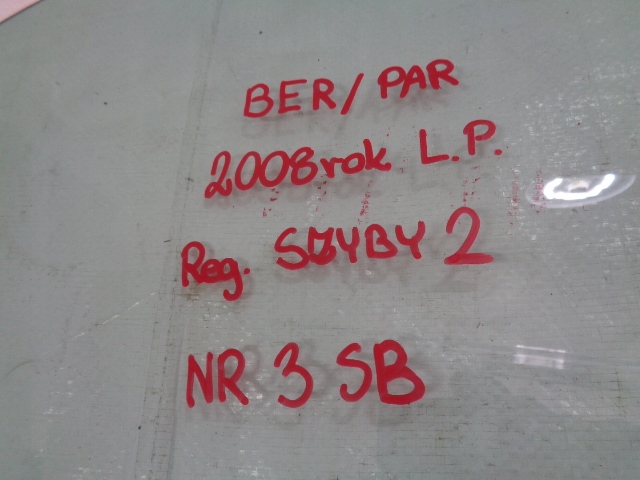 BER/PAR
2008rok L.P.
Reg. SZYBY 2
NR 3 SB